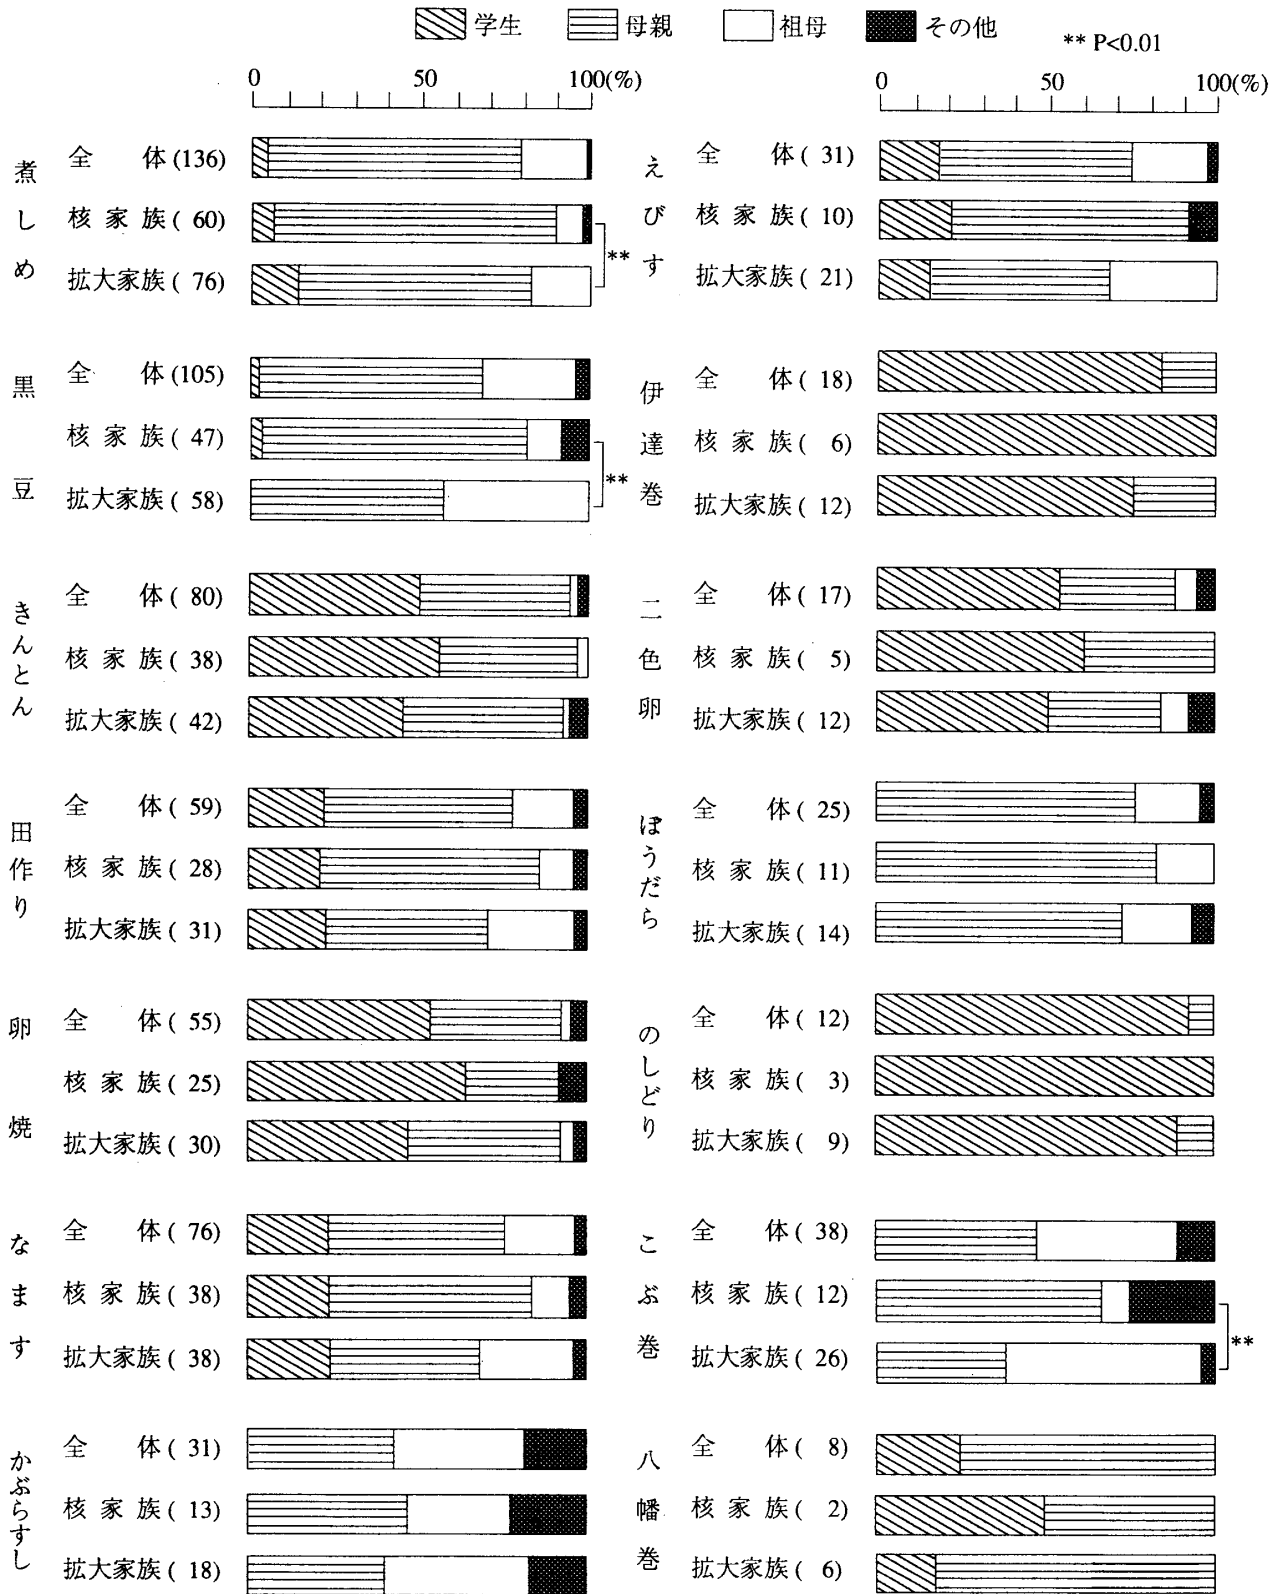 学生 母親 祖母 その他 ** P<0.01
0 50 100(%)
煮しめ
全体(136)
核家族( 60)
拡大家族( 76)
**
黒豆
全体(105)
核家族( 47)
拡大家族( 58)
**
きんとん
全体( 80)
核家族( 38)
拡大家族( 42)
田作り
全体( 59)
核家族( 28)
拡大家族( 31)
卵焼
全体( 55)
核家族( 25)
拡大家族( 30)
なます
全体( 76)
核家族( 38)
拡大家族( 38)
かぶらすし
全体( 31)
核家族( 13)
拡大家族( 18)
0 50 100(%)
えびす
全体( 31)
核家族( 10)
拡大家族( 21)
伊達巻
全体( 18)
核家族( 6)
拡大家族( 12)
二色卵
全体( 17)
核家族( 5)
拡大家族( 12)
ぼうだら
全体( 25)
核家族( 11)
拡大家族( 14)
のしどり
全体( 12)
核家族( 3)
拡大家族( 9)
こぶ巻
全体( 38)
核家族( 12)
拡大家族( 26)
**
八幡巻
全体( 8)
核家族( 2)
拡大家族( 6)